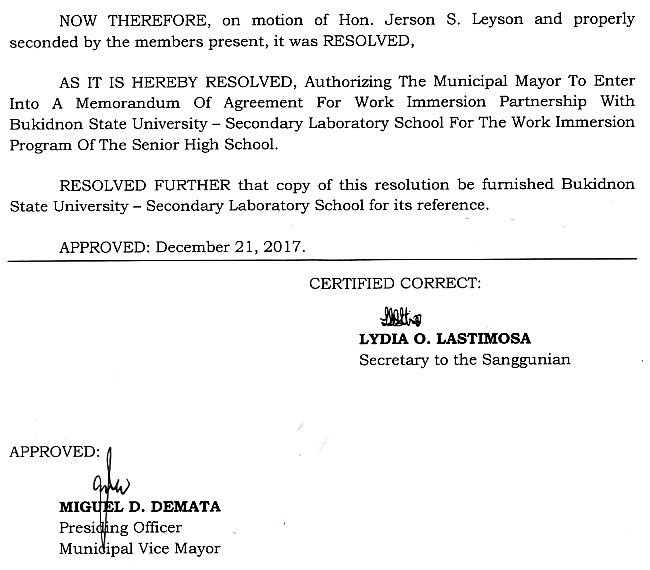 NOW THEREFORE, on motion of Hon. Jerson S. Leyson and properly
seconded by the members present, it was RESOLVED,
AS IT IS HEREBY RESOLVED, Authorizing The Municipal Mayor To Enter
Into A Memorandum Of Agreement For Work Immersion Partnership With
Bukidnon State University – Secondary Laboratory School For The Work Immersion
Program Of The Senior High School.
RESOLVED FURTHER that copy of this resolution be furnished Bukidnon
State University – Secondary Laboratory School for its reference.
APPROVED: December 21, 2017.
CERTIFIED CORRECT:
LYDIA O. LASTIMOSA
Secretary to the Sanggunian
APPROVED:
MIGUEL D. DEMATA
Presiding Officer
Municipal Vice Mayor